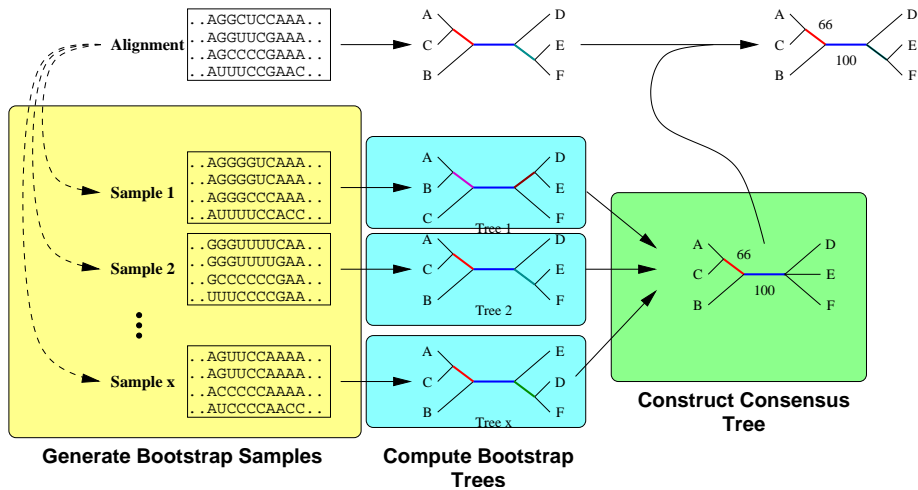 Alignment
..AGGCUCCAAA..
..AGGUUCGAAA..
..AGCCCCGAAA..
..AUUUCCGAAC..
A
C
B
D
E
F
A
66
C
B
100
D
E
F
Sample 1
..AGGGGUCAAA..
..AGGGGUCAAA..
..AGGGCCCAAA..
..AUUUUCCACC..
A
B
C
D
E
F
Tree 1
Sample 2
..GGGUUUUCAA..
..GGGUUUUGAA..
..GCCCCCCGAA..
..UUUCCCCGAA..
A
C
B
D
E
F
Tree 2
Sample x
..AGUUCCAAAA..
..AGUUCCAAAA..
..ACCCCCAAAA..
..AUCCCCAACC..
A
C
B
E
D
F
Tree x
A
66
C
B
100
D
E
F
Generate Bootstrap Samples
Compute Bootstrap
Trees
Construct Consensus
Tree